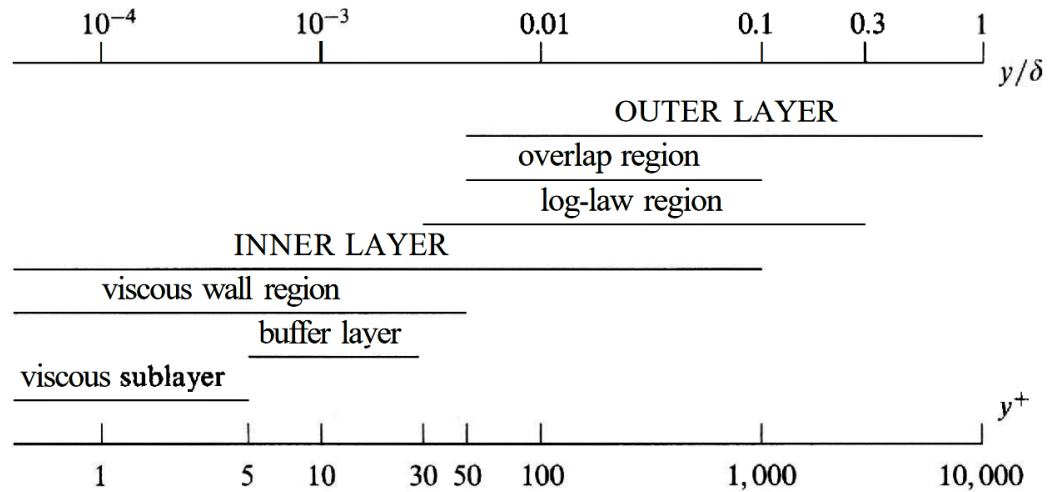 10⁻⁴ 10⁻³ 0.01 0.1 0.3 1
y/δ
OUTER LAYER
overlap region
log-law region
INNER LAYER
viscous wall region
buffer layer
viscous sublayer
y⁺
1 5 10 30 50 100 1,000 10,000